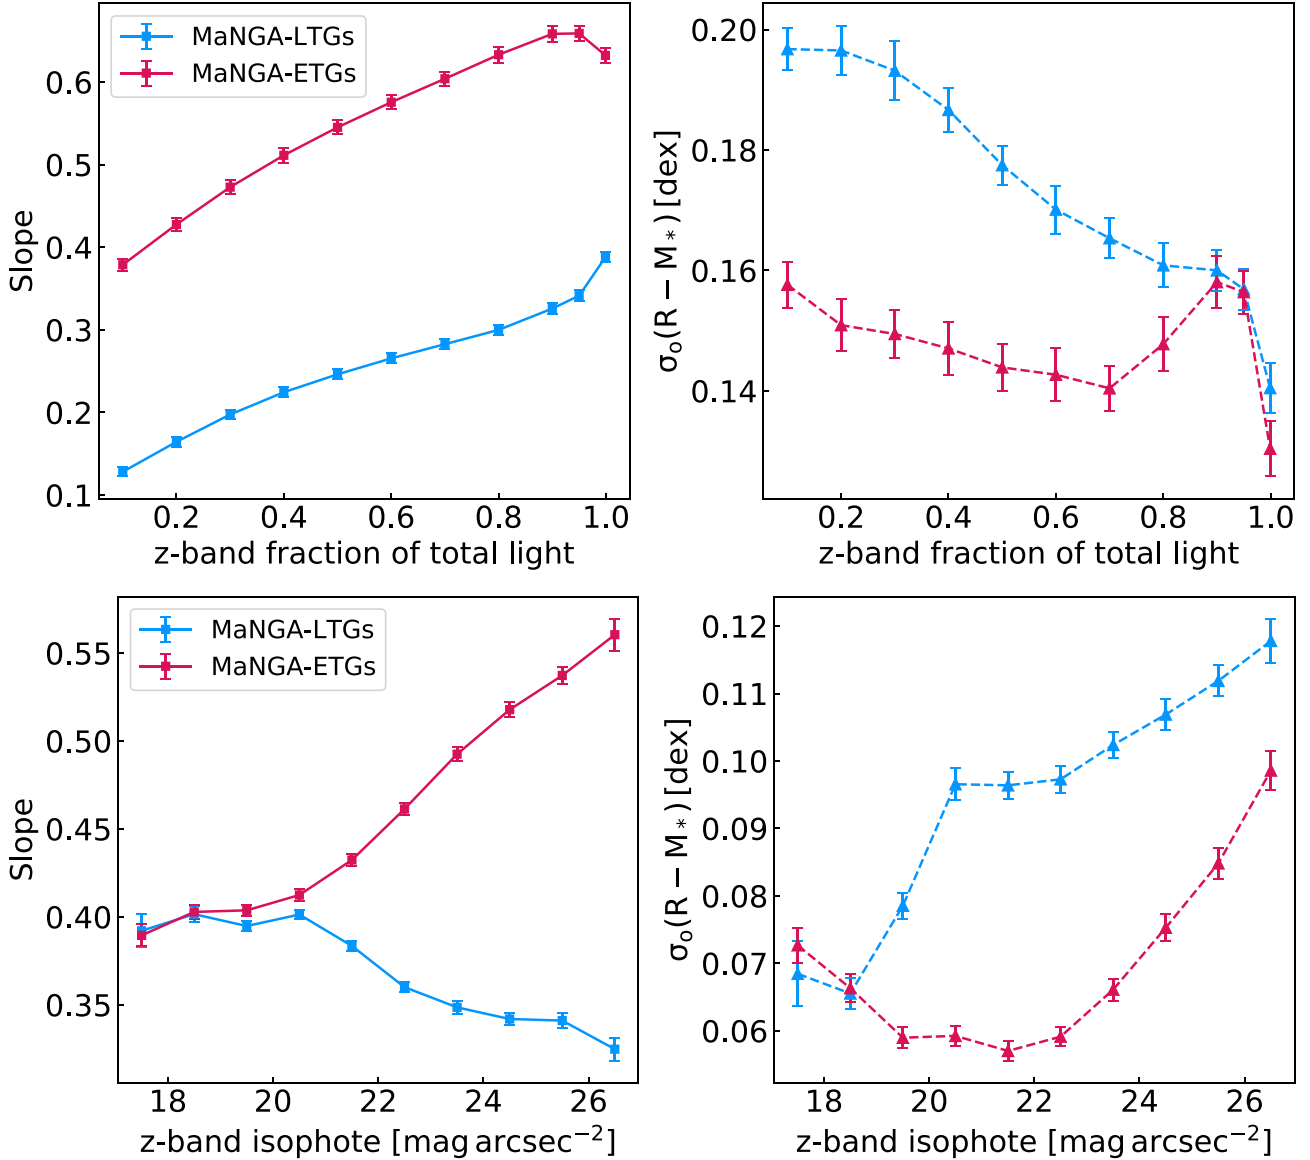 MaNGA-LTGs
MaNGA-ETGs
0.6
0.5
0.4
0.3
0.2
0.1
Slope
0.2 0.4 0.6 0.8 1.0
z-band fraction of total light
0.20
0.18
0.16
0.14
σo(R − M*) [dex]
0.2 0.4 0.6 0.8 1.0
z-band fraction of total light
MaNGA-LTGs
MaNGA-ETGs
0.55
0.50
0.45
0.40
0.35
Slope
18 20 22 24 26
z-band isophote [mag arcsec⁻²]
0.12
0.11
0.10
0.09
0.08
0.07
0.06
σo(R − M*) [dex]
18 20 22 24 26
z-band isophote [mag arcsec⁻²]